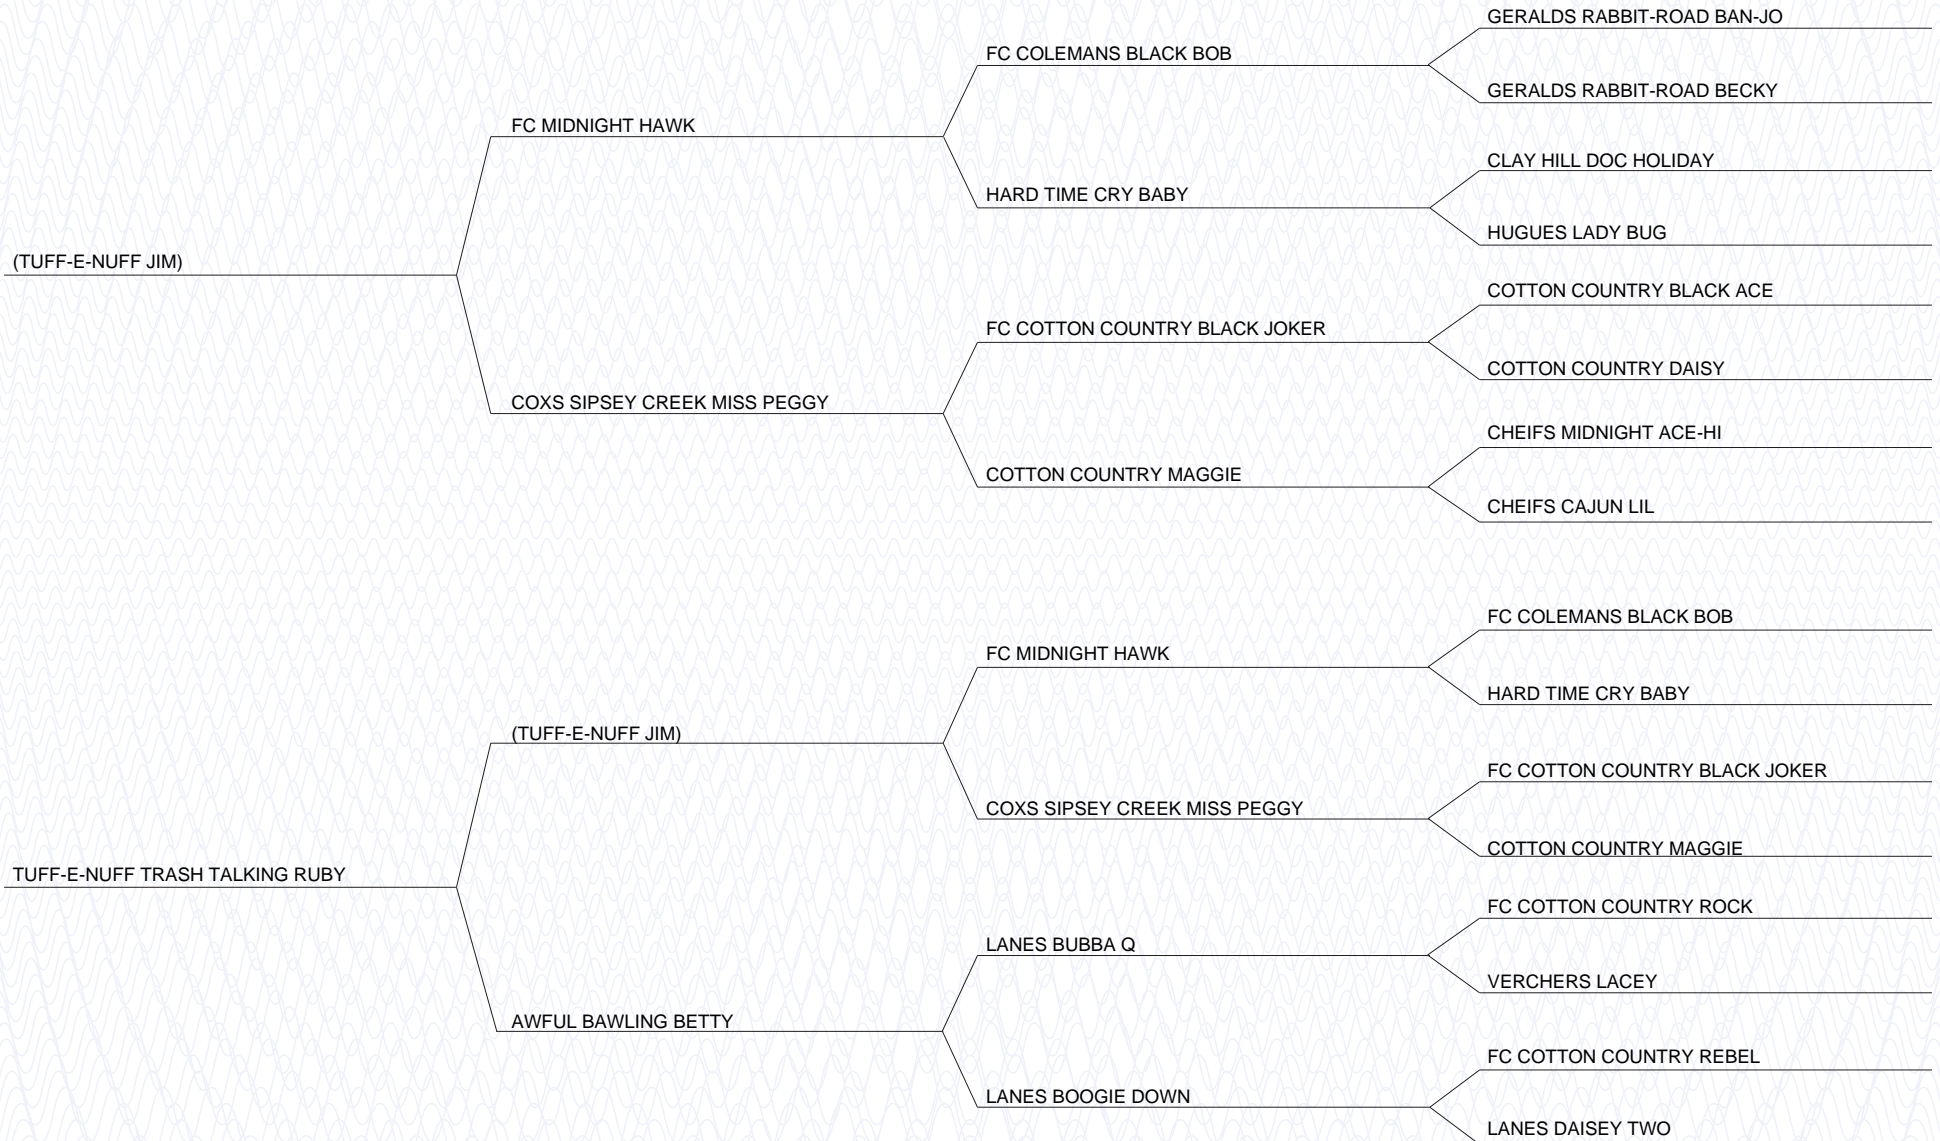 GERALDS RABBIT-ROAD BAN-JO
FC COLEMANS BLACK BOB
GERALDS RABBIT-ROAD BECKY
FC MIDNIGHT HAWK
CLAY HILL DOC HOLIDAY
HARD TIME CRY BABY
HUGUES LADY BUG
(TUFF-E-NUFF JIM)
COTTON COUNTRY BLACK ACE
FC COTTON COUNTRY BLACK JOKER
COTTON COUNTRY DAISY
COXS SIPSEY CREEK MISS PEGGY
CHEIFS MIDNIGHT ACE-HI
COTTON COUNTRY MAGGIE
CHEIFS CAJUN LIL
FC COLEMANS BLACK BOB
FC MIDNIGHT HAWK
HARD TIME CRY BABY
(TUFF-E-NUFF JIM)
FC COTTON COUNTRY BLACK JOKER
COXS SIPSEY CREEK MISS PEGGY
COTTON COUNTRY MAGGIE
TUFF-E-NUFF TRASH TALKING RUBY
FC COTTON COUNTRY ROCK
LANES BUBBA Q
VERCHERS LACEY
AWFUL BAWLING BETTY
FC COTTON COUNTRY REBEL
LANES BOOGIE DOWN
LANES DAISEY TWO